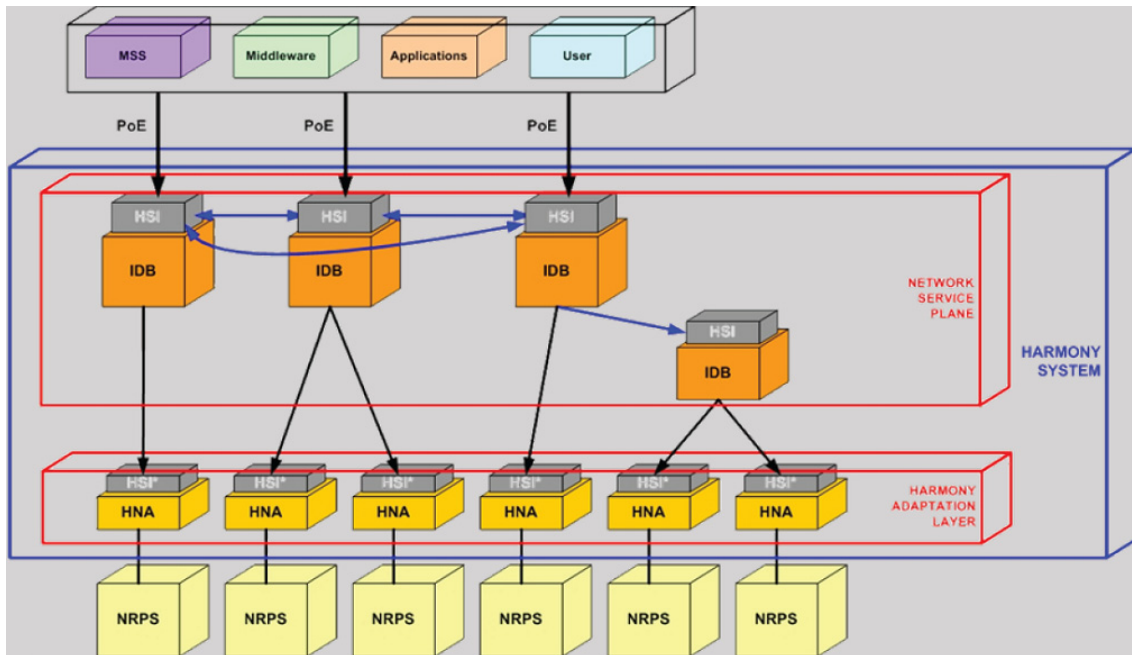 MSS
Middleware
Applications
User
PoE
PoE
PoE
HSI
HSI
HSI
IDB
IDB
IDB
NETWORK
SERVICE
PLANE
HSI
IDB
HARMONY
SYSTEM
HSI*
HSI*
HSI*
HSI*
HSI*
HSI*
HNA
HNA
HNA
HNA
HNA
HNA
HARMONY
ADAPTATION
LAYER
NRPS
NRPS
NRPS
NRPS
NRPS
NRPS